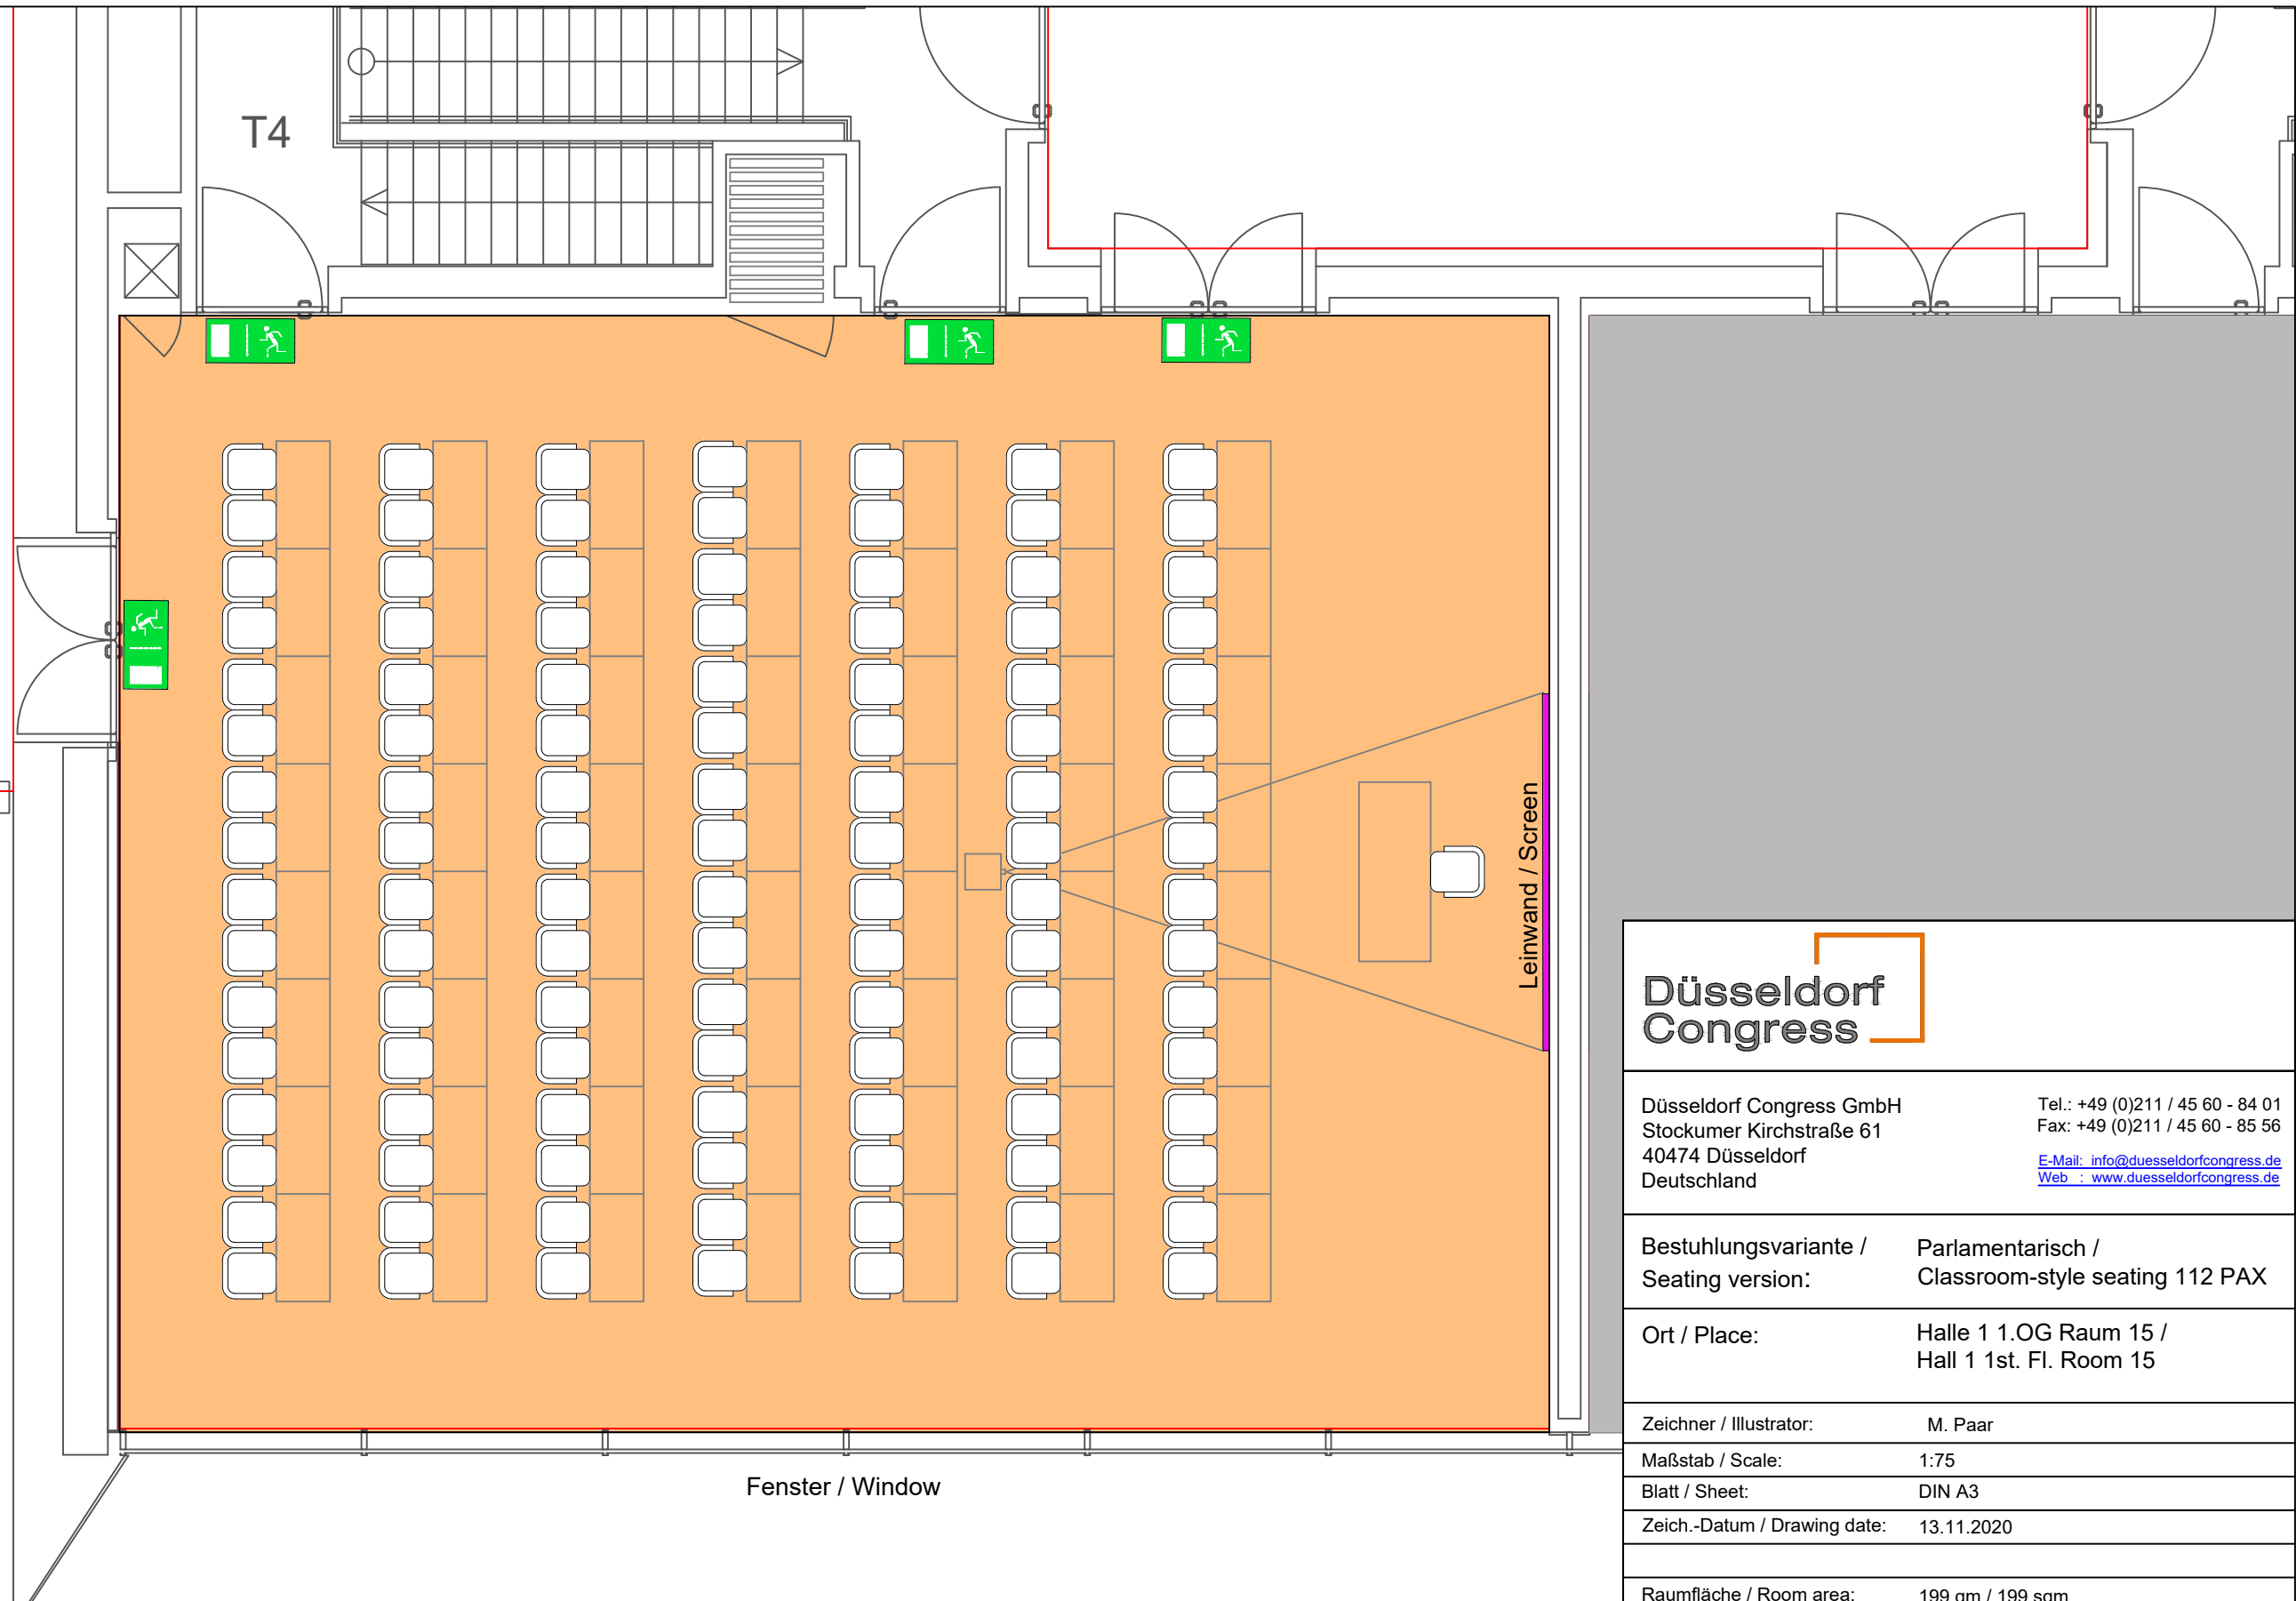 T4
Leinwand / Screen
Fenster / Window
Düsseldorf
Congress
Düsseldorf Congress GmbH
Stockumer Kirchstraße 61
40474 Düsseldorf
Deutschland
Tel.: +49 (0)211 / 45 60 - 84 01
Fax: +49 (0)211 / 45 60 - 85 56
E-Mail: info@duesseldorfcongress.de
Web : www.duesseldorfcongress.de
Bestuhlungsvariante /
Seating version:
Parlamentarisch /
Classroom-style seating 112 PAX
Ort / Place:
Halle 1 1.OG Raum 15 /
Hall 1 1st. Fl. Room 15
Zeichner / Illustrator: M. Paar
Maßstab / Scale: 1:75
Blatt / Sheet: DIN A3
Zeich.-Datum / Drawing date: 13.11.2020
Raumfläche / Room area: 199 qm / 199 sqm